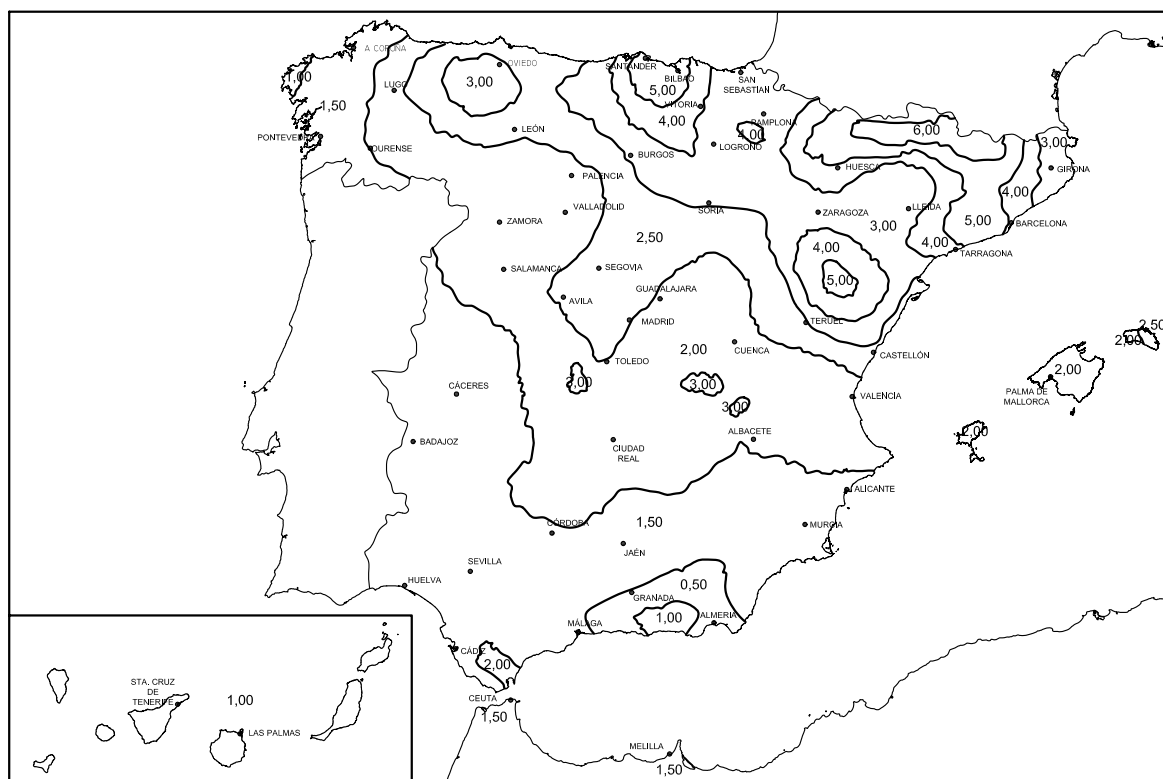 A CORUÑA
OVIEDO
SANTANDER
BILBAO
SAN
SEBASTIAN
1,00
LUGO
3,00
5,00
VITORIA
1,50
4,00
PAMPLONA
PONTEVEDRA
LEÓN
4,00
6,00
OURENSE
BURGOS
LOGROÑO
3,00
HUESCA
GIRONA
PALENCIA
4,00
ZAMORA
VALLADOLID
SORIA
ZARAGOZA
LLEIDA
5,00
BARCELONA
3,00
2,50
4,00
4,00
TARRAGONA
SALAMANCA
SEGOVIA
5,00
GUADALAJARA
AVILA
MADRID
TERUEL
2,50
2,00
2,00
CUENCA
CASTELLÓN
TOLEDO
2,00
3,00
3,00
CÁCERES
PALMA DE
MALLORCA
VALENCIA
3,00
2,00
BADAJOZ
CIUDAD
REAL
ALBACETE
ALICANTE
1,50
MURCIA
CÓRDOBA
JAÉN
SEVILLA
HUELVA
0,50
GRANADA
1,00
ALMERIA
MÁLAGA
CÁDIZ
2,00
CEUTA
1,50
MELILLA
1,50
STA. CRUZ
DE
TENERIFE
1,00
LAS PALMAS